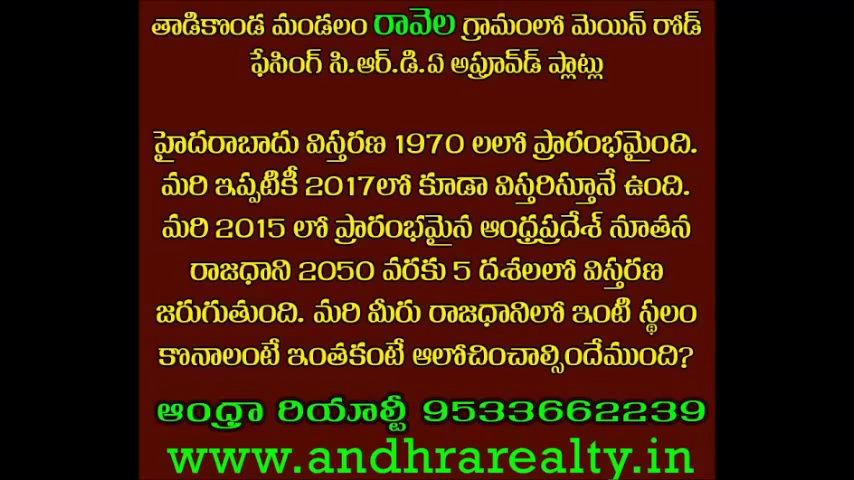 తాడికొండ మండలం రావెల గ్రామంలో మెయిన్ రోడ్
ఫేసింగ్ సి.ఆర్.డి.ఏ అప్రూవ్‌డ్ ప్లాట్లు
హైదరాబాదు విస్తరణ 1970 లలో ప్రారంభమైంది.
మరి ఇప్పటికీ 2017లో కూడా విస్తరిస్తూనే ఉంది.
మరి 2015 లో ప్రారంభమైన ఆంధ్రప్రదేశ్ నూతన
రాజధాని 2050 వరకు 5 దశలలో విస్తరణ
జరుగుతుంది. మరి మీరు రాజధానిలో ఇంటి స్థలం
కొనాలంటే ఇంతకంటే ఆలోచించాల్సిందేముంది?
ఆంధ్రా రియాల్టీ 9533662239
www.andhrarealty.in